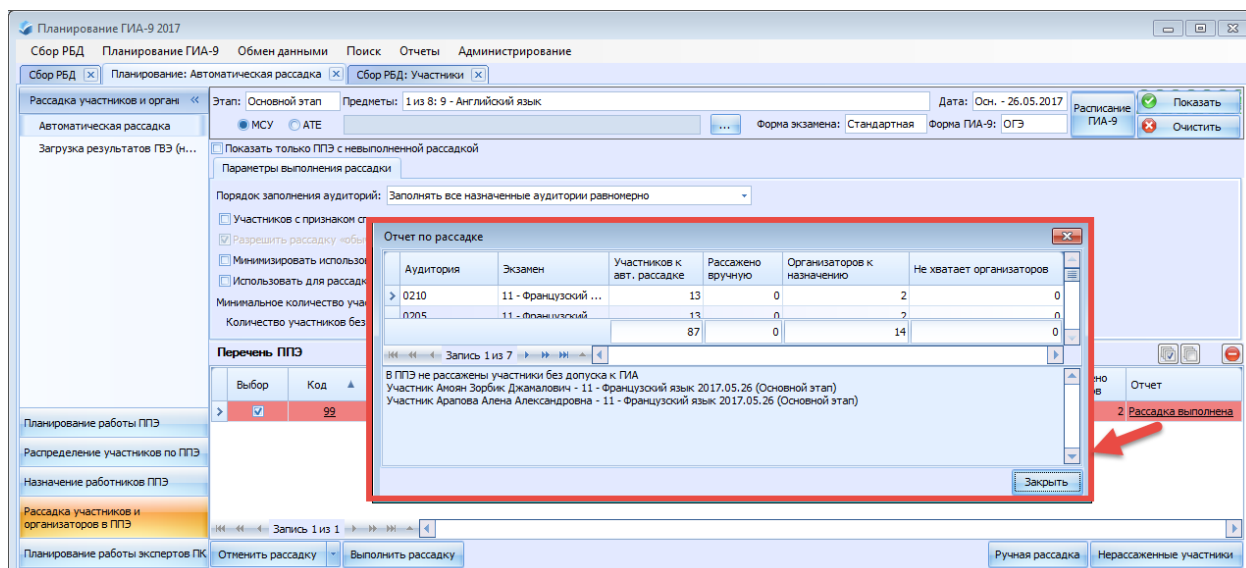 Планирование ГИА-9 2017
Сбор РБД Планирование ГИА-9 Обмен данными Поиск Отчеты Администрирование
Сбор РБД Планирование: Автоматическая рассадка Сбор РБД: Участники
Рассадка участников и органи
Автоматическая рассадка
Загрузка результатов ГВЭ (н...
Этап: Основной этап Предметы: 1 из 8: 9 - Английский язык Дата: Осн. - 26.05.2017 Расписание ГИА-9 Показать
МСУ АТЕ ... Форма экзамена: Стандартная Форма ГИА-9: ОГЭ Очистить
Показать только ППЭ с невыполненной рассадкой
Параметры выполнения рассадки
Порядок заполнения аудиторий: Заполнять все назначенные аудитории равномерно
Участников с признаком
Разрешить рассадку
Минимизировать
Использовать для
Минимальное количество
Количество участников без
Отчет по рассадке
Аудитория Экзамен Участников к авт. рассадке Рассажено вручную Организаторов к назначению Не хватает организаторов
0210 11 - Французский ... 13 0 2 0
0205 11 - Французский 13 0 2 0
87 0 14 0
Запись 1 из 7
В ППЭ не рассажены участники без допуска к ГИА
Участник Амоян Зорбик Джамалович - 11 - Французский язык 2017.05.26 (Основной этап)
Участник Арапова Алена Александровна - 11 - Французский язык 2017.05.26 (Основной этап)
Закрыть
Перечень ППЭ
Выбор Код Отчет
99 2 Рассадка выполнена
Запись 1 из 1
Планирование работы ППЭ
Распределение участников по ППЭ
Назначение работников ППЭ
Рассадка участников и организаторов в ППЭ
Планирование работы экспертов ПК
Отменить рассадку Выполнить рассадку Ручная рассадка Нерассаженные участники